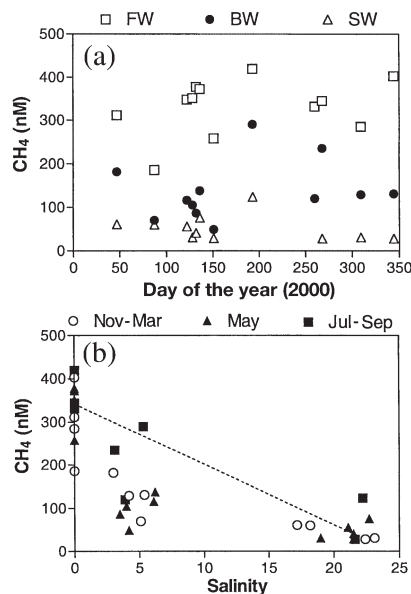 FW BW SW
(a)
500
400
300
200
100
0
CH₄ (nM)
0 50 100 150 200 250 300 350
Day of the year (2000)
Nov-Mar May Jul-Sep
(b)
500
400
300
200
100
0
CH₄ (nM)
0 5 10 15 20 25
Salinity